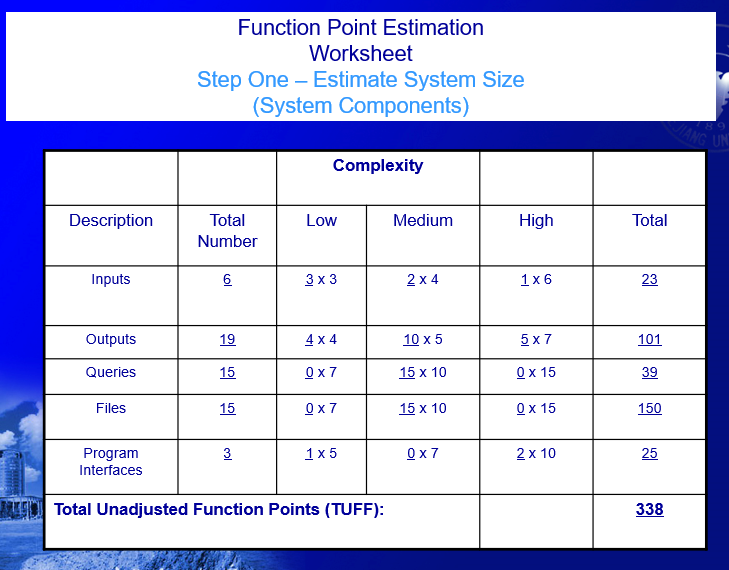 Function Point Estimation
Worksheet
Step One – Estimate System Size
(System Components)
Complexity
Description Total Number Low Medium High Total
Inputs 6 3 x 3 2 x 4 1 x 6 23
Outputs 19 4 x 4 10 x 5 5 x 7 101
Queries 15 0 x 7 15 x 10 0 x 15 39
Files 15 0 x 7 15 x 10 0 x 15 150
Program Interfaces 3 1 x 5 0 x 7 2 x 10 25
Total Unadjusted Function Points (TUFF): 338